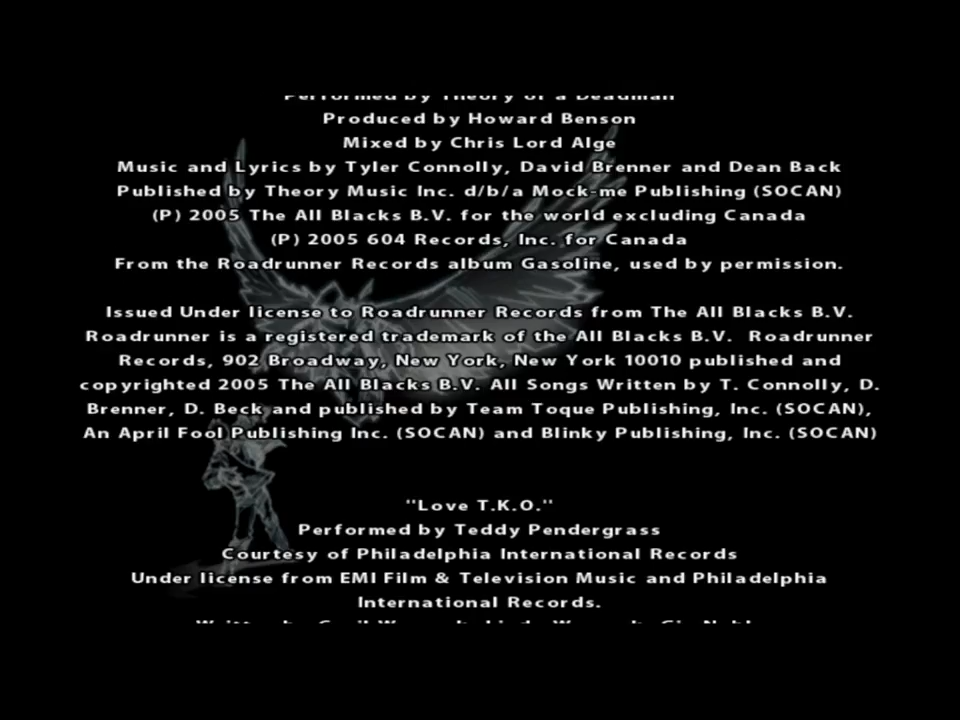 Performed by Theory of a Deadman
Produced by Howard Benson
Mixed by Chris Lord Alge
Music and Lyrics by Tyler Connolly, David Brenner and Dean Back
Published by Theory Music Inc. d/b/a Mock-me Publishing (SOCAN)
(P) 2005 The All Blacks B.V. for the world excluding Canada
(P) 2005 604 Records, Inc. for Canada
From the Roadrunner Records album Gasoline, used by permission.
Issued Under license to Roadrunner Records from The All Blacks B.V.
Roadrunner is a registered trademark of the All Blacks B.V. Roadrunner
Records, 902 Broadway, New York, New York 10010 published and
copyrighted 2005 The All Blacks B.V. All Songs Written by T. Connolly, D.
Brenner, D. Beck and published by Team Toque Publishing, Inc. (SOCAN),
An April Fool Publishing Inc. (SOCAN) and Blinky Publishing, Inc. (SOCAN)
"Love T.K.O."
Performed by Teddy Pendergrass
Courtesy of Philadelphia International Records
Under license from EMI Film & Television Music and Philadelphia
International Records.